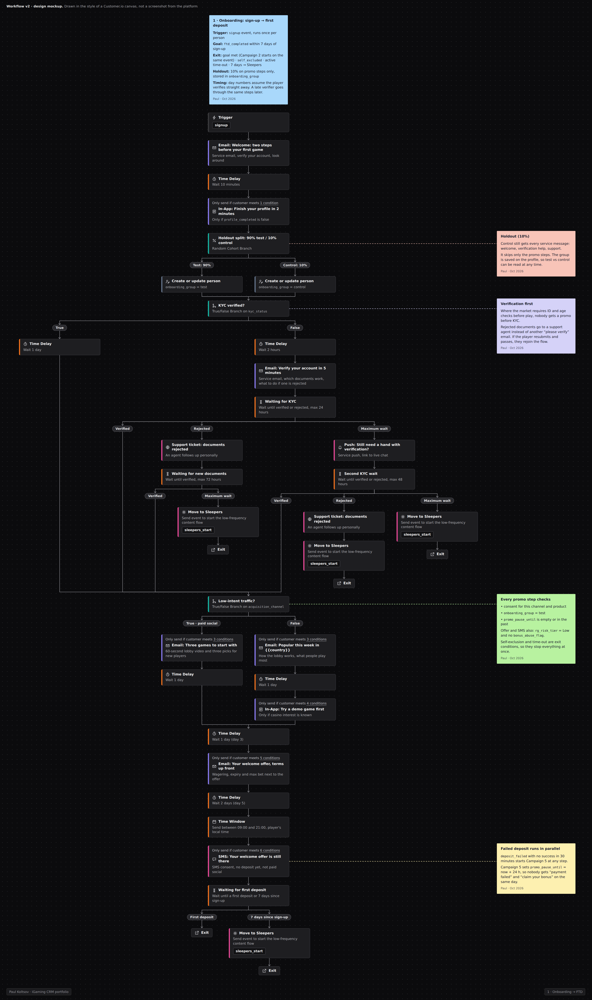 Workflow v2 · design mockup. Drawn in the style of a Customer.io canvas, not a screenshot from the platform
1 · Onboarding: sign-up → first
deposit
Trigger: signup event, runs once per
person
Goal: ftd_completed within 7 days of
sign-up
Exit: goal met (Campaign 2 starts on the
same event) · self_excluded · active
time-out · 7 days → Sleepers
Holdout: 10% on promo steps only,
stored in onboarding_group
Timing: day numbers assume the player
verifies straight away. A late verifier goes
through the same steps later.
Paul · Oct 2026
Trigger
signup
Email: Welcome: two steps
before your first game
Service email, verify your account, look
around
Time Delay
Wait 10 minutes
Only send if customer meets 1 condition
In-App: Finish your profile in 2
minutes
Only if profile_completed is false
Holdout split: 90% test / 10%
control
Random Cohort Branch
Holdout (10%)
Control still gets every service message:
welcome, verification help, support.
It skips only the promo steps. The group
is saved on the profile, so test vs control
can be read at any time.
Paul · Oct 2026
Test: 90%
Control: 10%
Create or update person
onboarding_group = test
Create or update person
onboarding_group = control
KYC verified?
True/False Branch on kyc_status
Verification first
Where the market requires ID and age
checks before play, nobody gets a promo
before KYC.
Rejected documents go to a support
agent instead of another “please verify”
email. If the player resubmits and
passes, they rejoin the flow.
Paul · Oct 2026
True
False
Time Delay
Wait 1 day
Time Delay
Wait 2 hours
Email: Verify your account in 5
minutes
Service email, which documents work,
what to do if one is rejected
Waiting for KYC
Wait until verified or rejected, max 24
hours
Verified
Rejected
Maximum wait
Support ticket: documents
rejected
An agent follows up personally
Push: Still need a hand with
verification?
Service push, link to live chat
Waiting for new documents
Wait until verified, max 72 hours
Second KYC wait
Wait until verified or rejected, max 48
hours
Verified
Maximum wait
Verified
Rejected
Maximum wait
Move to Sleepers
Send event to start the low-frequency
content flow
sleepers_start
Exit
Support ticket: documents
rejected
An agent follows up personally
Move to Sleepers
Send event to start the low-frequency
content flow
sleepers_start
Exit
Move to Sleepers
Send event to start the low-frequency
content flow
sleepers_start
Exit
Low-intent traffic?
True/False Branch on acquisition_channel
Every promo step checks
• consent for this channel and product
• onboarding_group = test
• promo_pause_until is empty or in the
past
Offer and SMS also: rg_risk_tier = Low
and no bonus_abuse_flag.
Self-exclusion and time-out are exit
conditions, so they stop everything at
once.
Paul · Oct 2026
True · paid social
False
Only send if customer meets 3 conditions
Email: Three games to start with
60-second lobby video and three picks for
new players
Time Delay
Wait 1 day
Only send if customer meets 3 conditions
Email: Popular this week in
{{country}}
How the lobby works, what people play
most
Time Delay
Wait 1 day
Only send if customer meets 4 conditions
In-App: Try a demo game first
Only if casino interest is known
Time Delay
Wait 1 day (day 3)
Only send if customer meets 5 conditions
Email: Your welcome offer, terms
up front
Wagering, expiry and max bet next to the
offer
Time Delay
Wait 2 days (day 5)
Time Window
Send between 09:00 and 21:00, player's
local time
Only send if customer meets 6 conditions
SMS: Your welcome offer is still
there
SMS consent, no deposit yet, not paid
social
Failed deposit runs in parallel
deposit_failed with no success in 30
minutes starts Campaign 5 at any step.
Campaign 5 sets promo_pause_until =
now + 24 h, so nobody gets “payment
failed” and “claim your bonus” on the
same day.
Paul · Oct 2026
Waiting for first deposit
Wait until a first deposit or 7 days since
sign-up
First deposit
7 days since sign-up
Exit
Move to Sleepers
Send event to start the low-frequency
content flow
sleepers_start
Exit
Paul Koltsov · iGaming CRM portfolio
1 · Onboarding → FTD